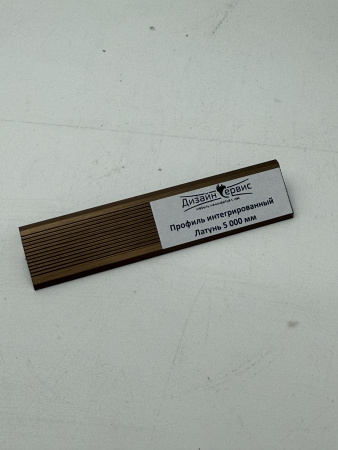 Дизайн Сервис
Профиль интегрированный
Латунь 5 000 мм